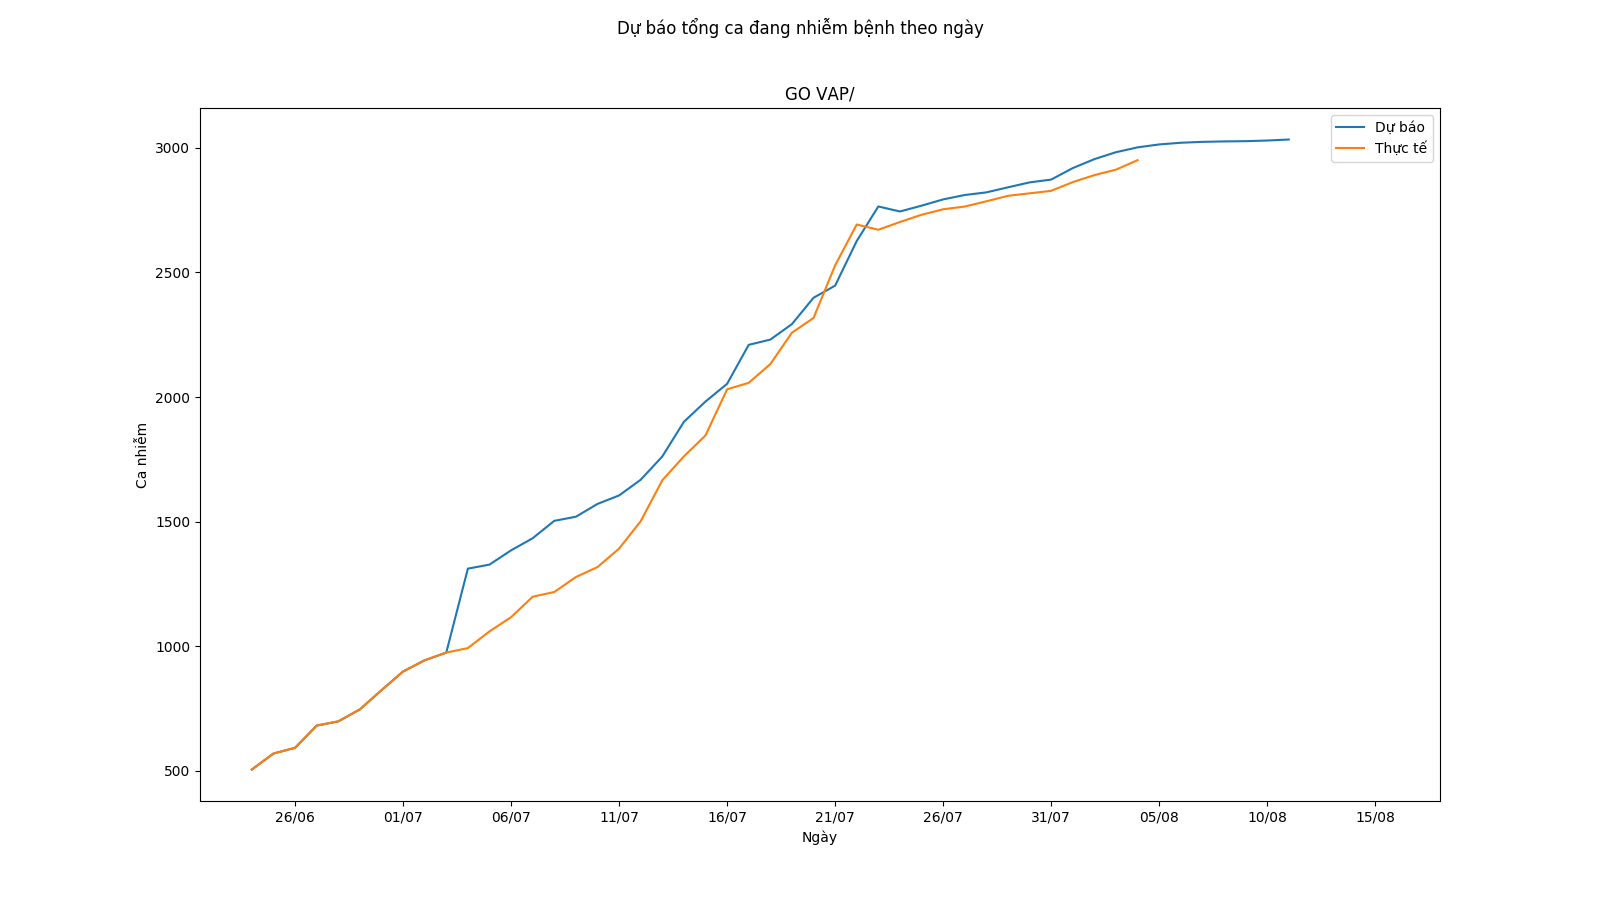 Dự báo tổng ca đang nhiễm bệnh theo ngày
GO VAP/
Dự báo
Thực tế
3000
2500
2000
1500
1000
500
Ca nhiễm
26/06 01/07 06/07 11/07 16/07 21/07 26/07 31/07 05/08 10/08 15/08
Ngày